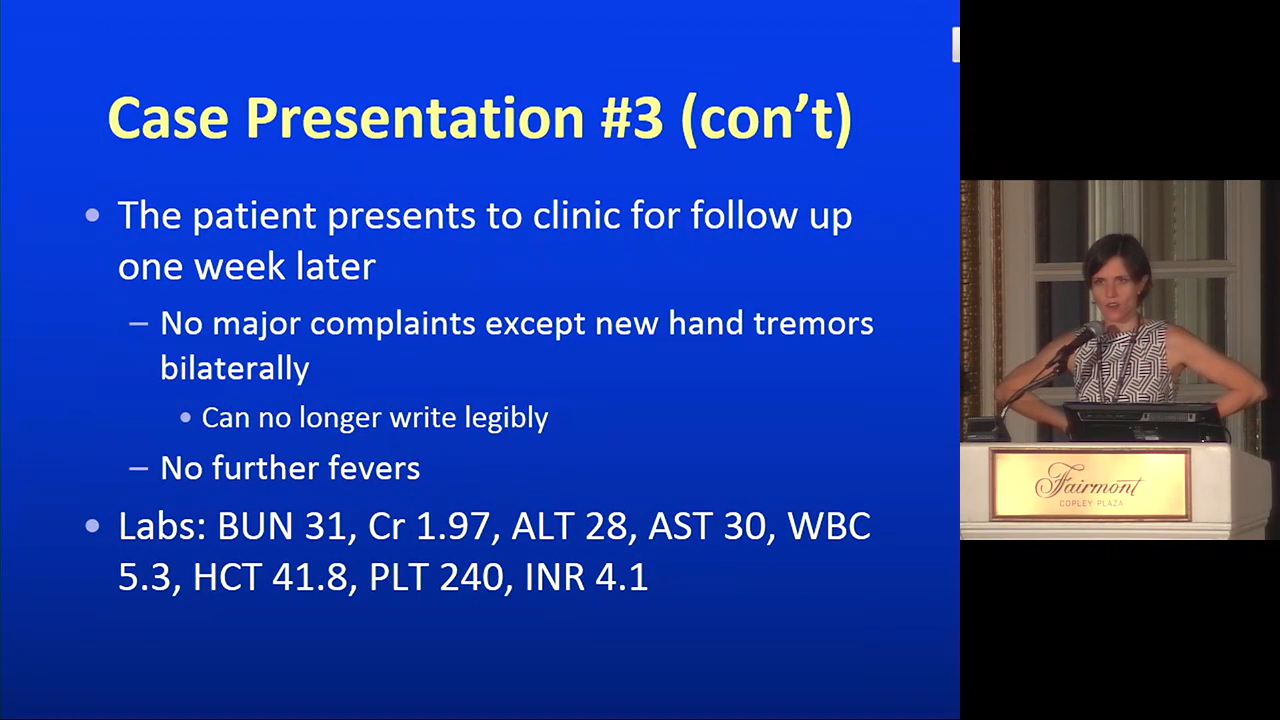 Case Presentation #3 (con’t)
• The patient presents to clinic for follow up
one week later
– No major complaints except new hand tremors
bilaterally
• Can no longer write legibly
– No further fevers
• Labs: BUN 31, Cr 1.97, ALT 28, AST 30, WBC
5.3, HCT 41.8, PLT 240, INR 4.1
Fairmont
COPLEY PLAZA